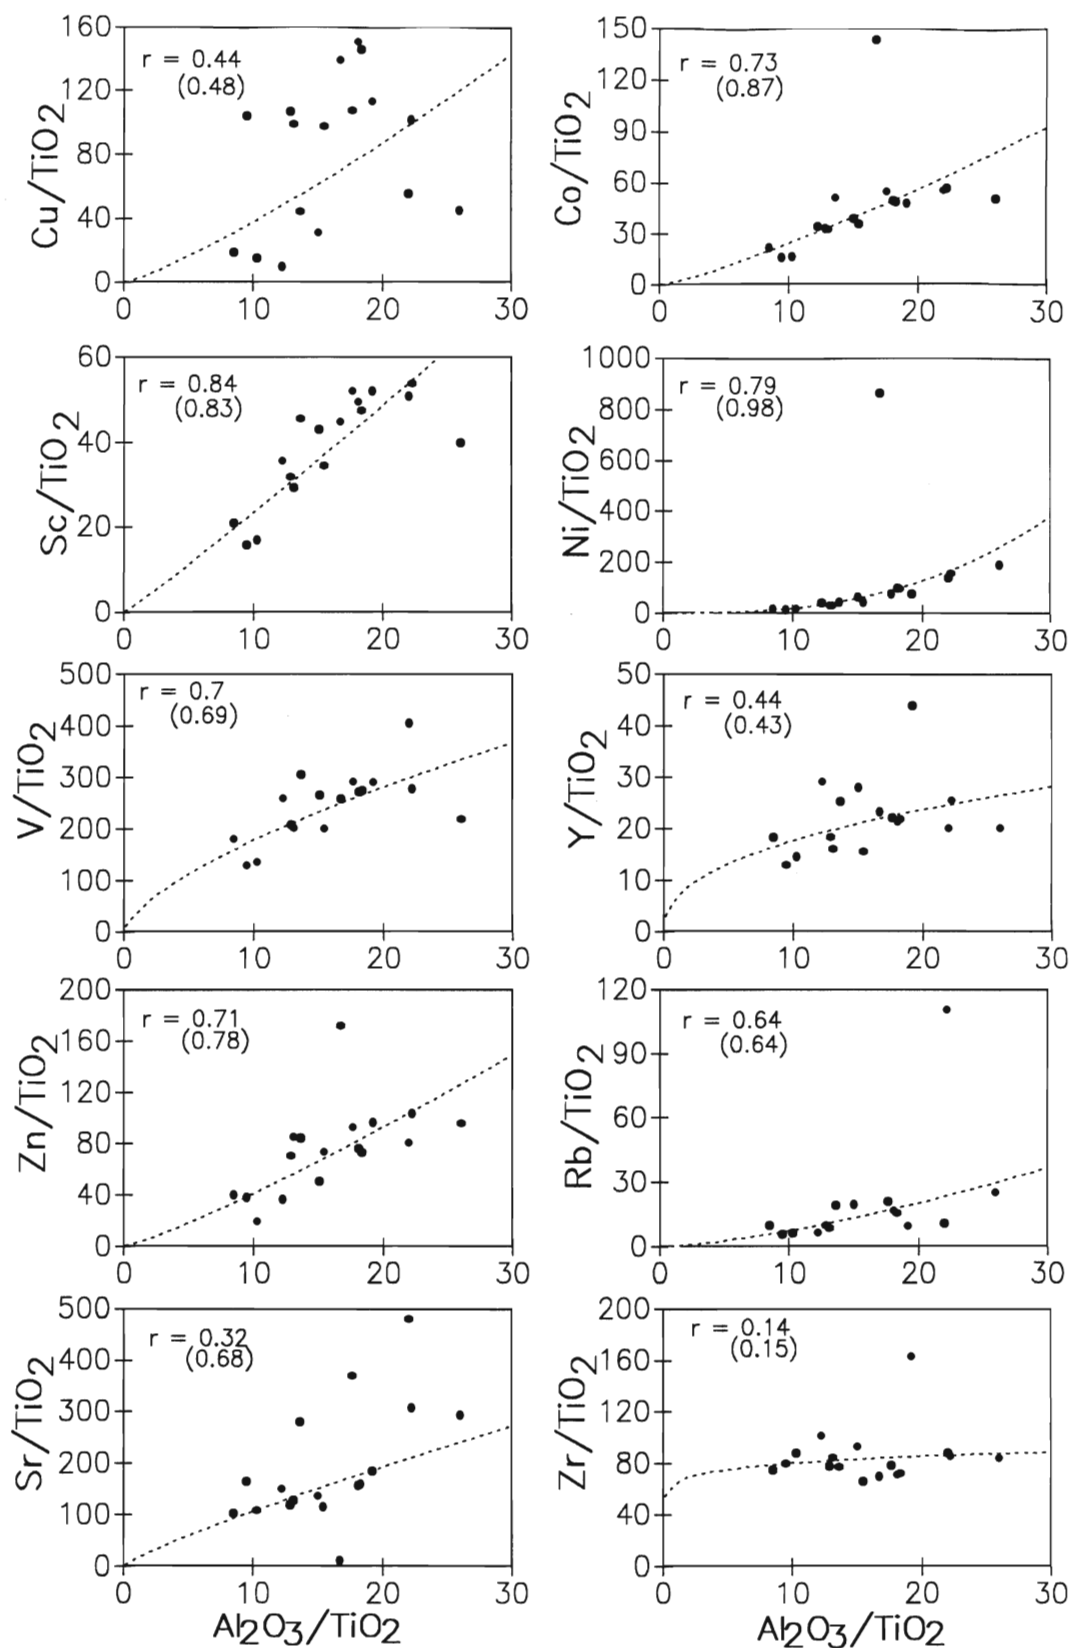 160
120
80
40
0
Cu/TiO2
r = 0.44
(0.48)
0 10 20 30
150
120
90
60
30
0
Co/TiO2
r = 0.73
(0.87)
0 10 20 30
60
40
20
0
Sc/TiO2
r = 0.84
(0.83)
0 10 20 30
1000
800
600
400
200
0
Ni/TiO2
r = 0.79
(0.98)
0 10 20 30
500
400
300
200
100
0
V/TiO2
r = 0.7
(0.69)
0 10 20 30
50
40
30
20
10
0
Y/TiO2
r = 0.44
(0.43)
0 10 20 30
200
160
120
80
40
0
Zn/TiO2
r = 0.71
(0.78)
0 10 20 30
120
90
60
30
0
Rb/TiO2
r = 0.64
(0.64)
0 10 20 30
500
400
300
200
100
0
Sr/TiO2
r = 0.32
(0.68)
0 10 20 30
Al2O3/TiO2
200
160
120
80
40
0
Zr/TiO2
r = 0.14
(0.15)
0 10 20 30
Al2O3/TiO2